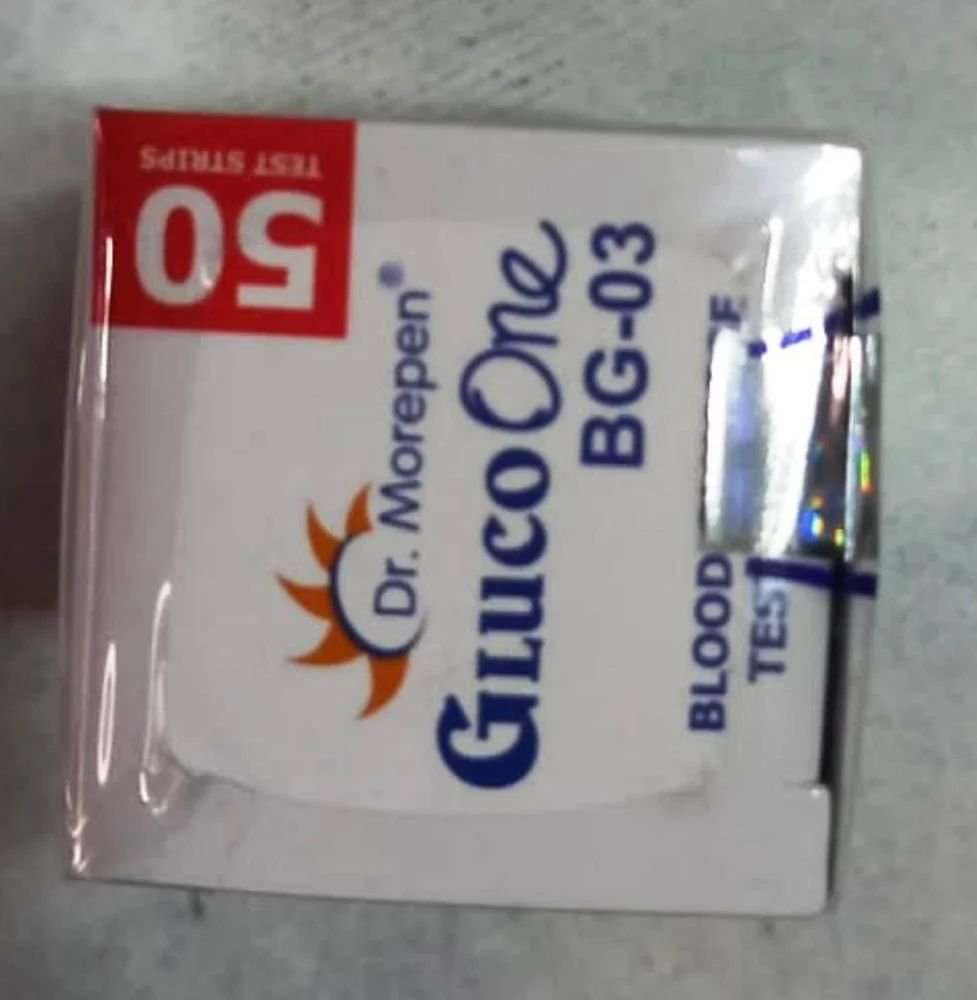 50
TEST STRIPS
Dr. Morepen®
GlucoOne
BG-03
BLOOD
TEST